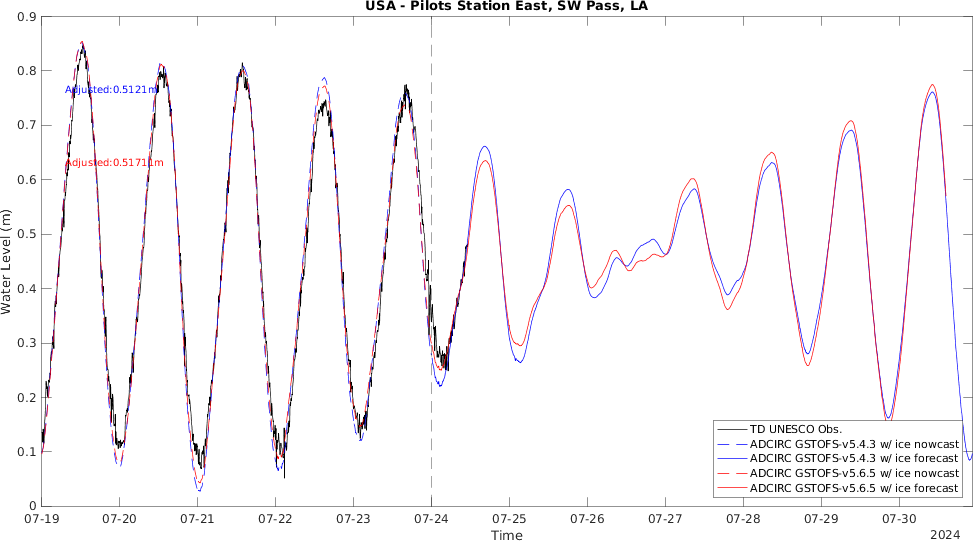 USA - Pilots Station East, SW Pass, LA
0.9
0.8
0.7
0.6
0.5
0.4
0.3
0.2
0.1
0
Water Level (m)
Adjusted:0.5121m
Adjusted:0.51711m
TD UNESCO Obs.
ADCIRC GSTOFS-v5.4.3 w/ ice nowcast
ADCIRC GSTOFS-v5.4.3 w/ ice forecast
ADCIRC GSTOFS-v5.6.5 w/ ice nowcast
ADCIRC GSTOFS-v5.6.5 w/ ice forecast
07-19 07-20 07-21 07-22 07-23 07-24 07-25 07-26 07-27 07-28 07-29 07-30
Time
2024